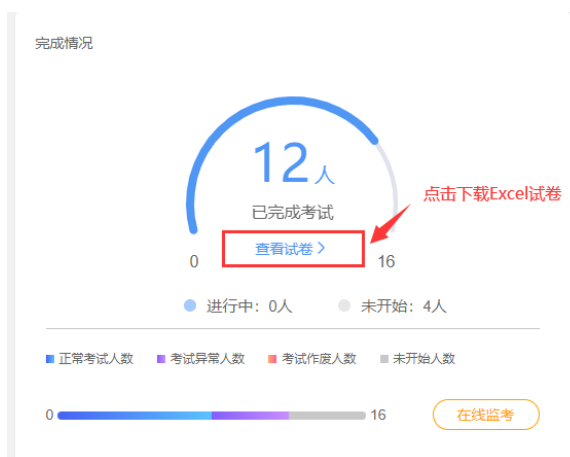 完成情况
12人
已完成考试
点击下载Excel试卷
查看试卷 >
0
16
进行中：0人
未开始：4人
正常考试人数
考试异常人数
考试作废人数
未开始人数
0
16
在线监考